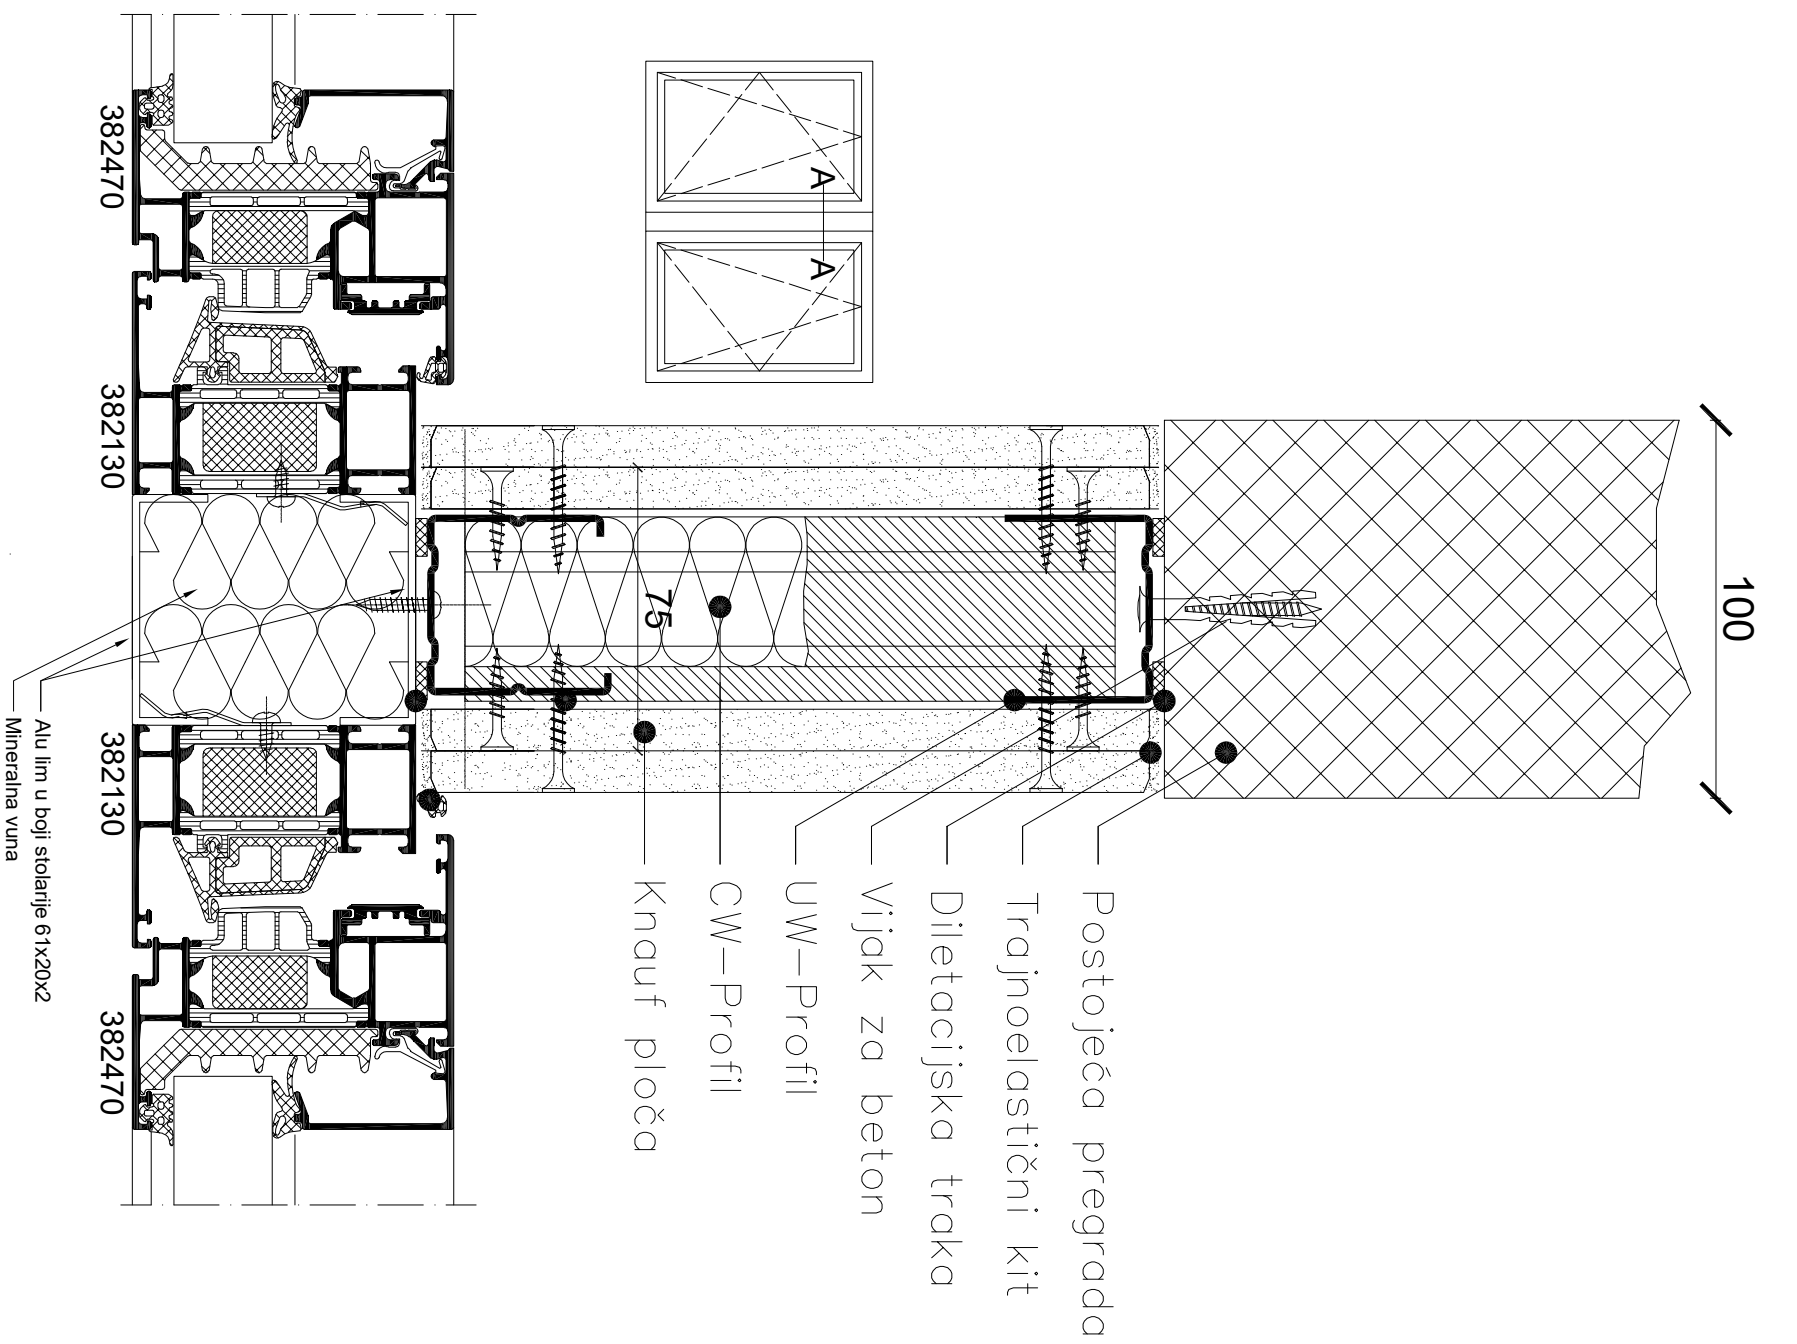 100
Postojeća pregrada
Trajnoelastični kit
Diletacijska traka
Vijak za beton
UW-Profil
CW-Profil
Knauf ploča
A
A
75
382470
382130
382130
382470
Alu lim u boji stolarije 61x20x2
Mineralna vuna